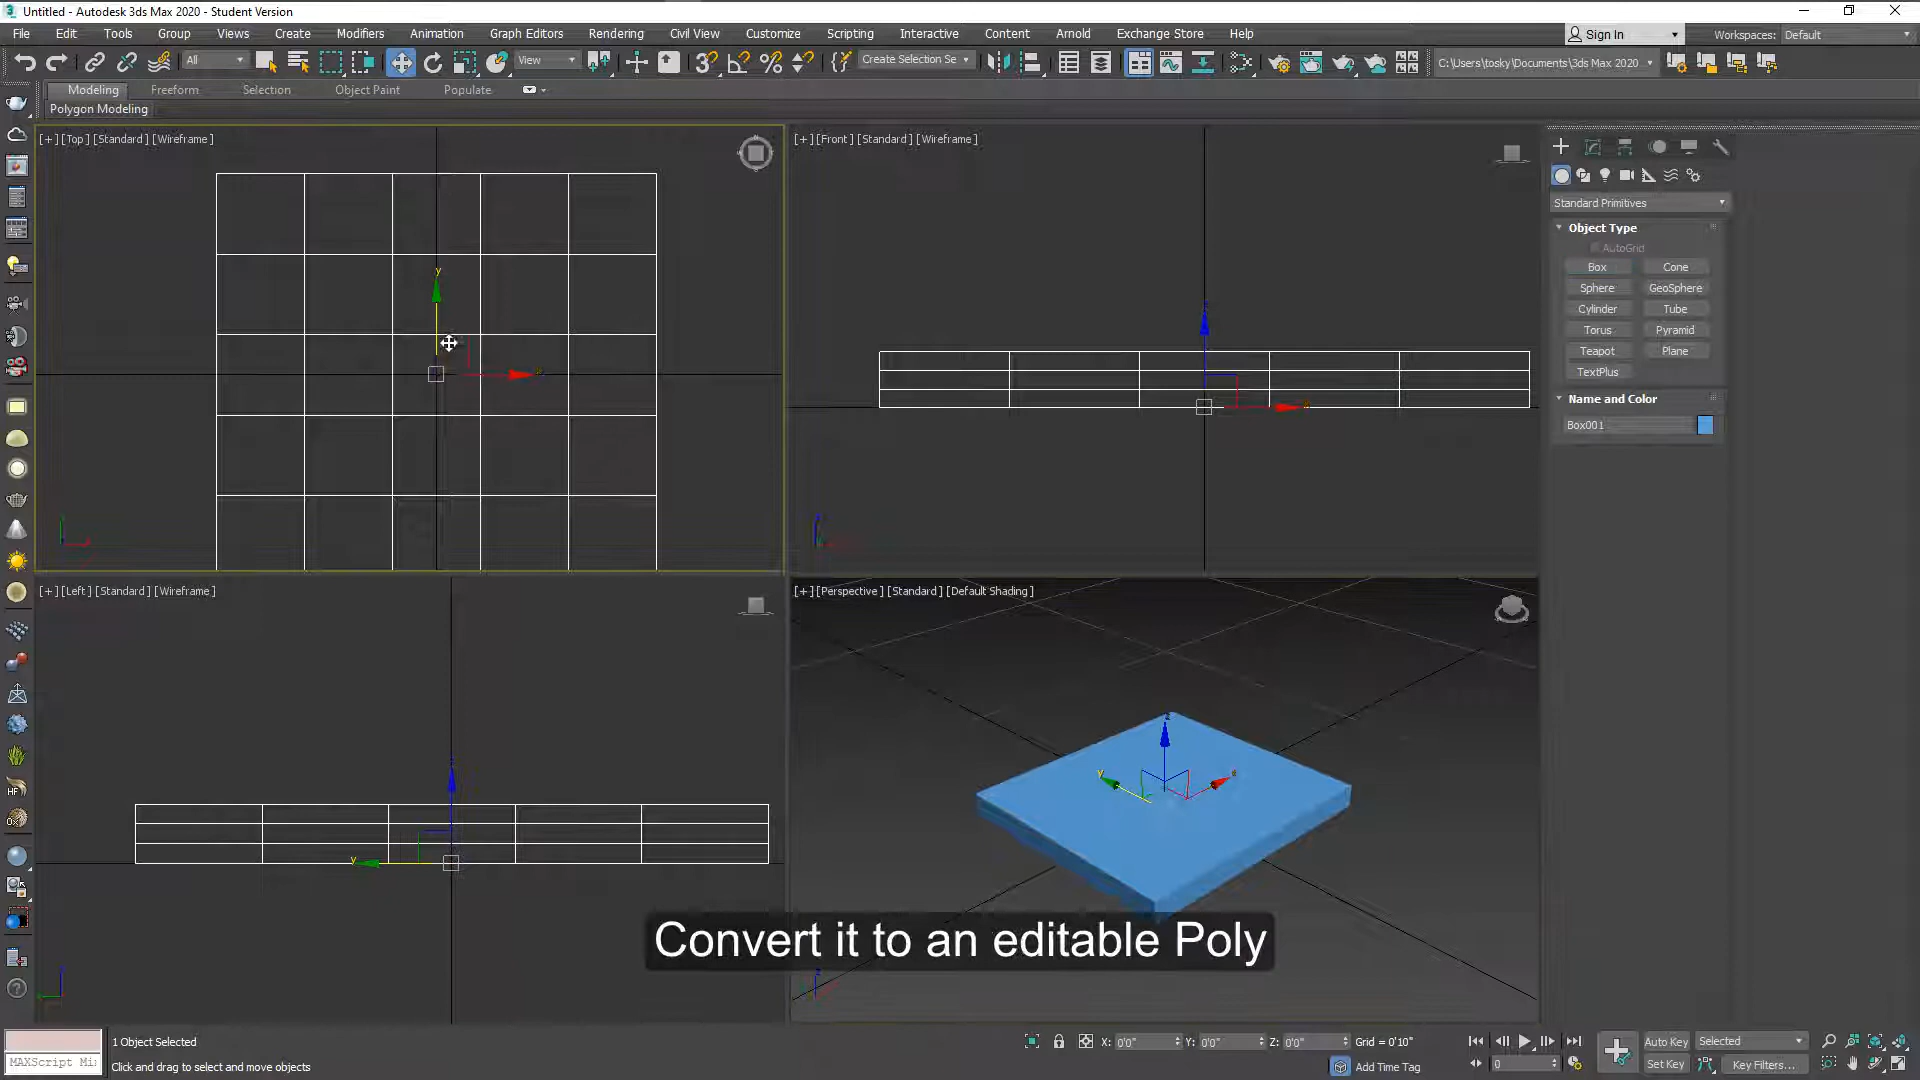 Untitled - Autodesk 3ds Max 2020 - Student Version
File Edit Tools Group Views Create Modifiers Animation Graph Editors Rendering Civil View Customize Scripting Interactive Content Arnold Exchange Store Help Sign In Workspaces: Default
All View Create Selection Se C:\Users\tosky\Documents\3ds Max 2020
Modeling Freeform Selection Object Paint Populate
Polygon Modeling
[+] [Top] [Standard] [Wireframe]
[+] [Front] [Standard] [Wireframe]
Standard Primitives
Object Type
AutoGrid
Box Cone
Sphere GeoSphere
Cylinder Tube
Torus Pyramid
Teapot Plane
TextPlus
Name and Color
Box001
[+] [Left] [Standard] [Wireframe]
[+] [Perspective] [Standard] [Default Shading]
HF
Convert it to an editable Poly
1 Object Selected
X: 0'0" Y: 0'0" Z: 0'0" Grid = 0'10"
Auto Key Selected
MAXScript Mi
Click and drag to select and move objects
Add Time Tag
0
Set Key Key Filters...